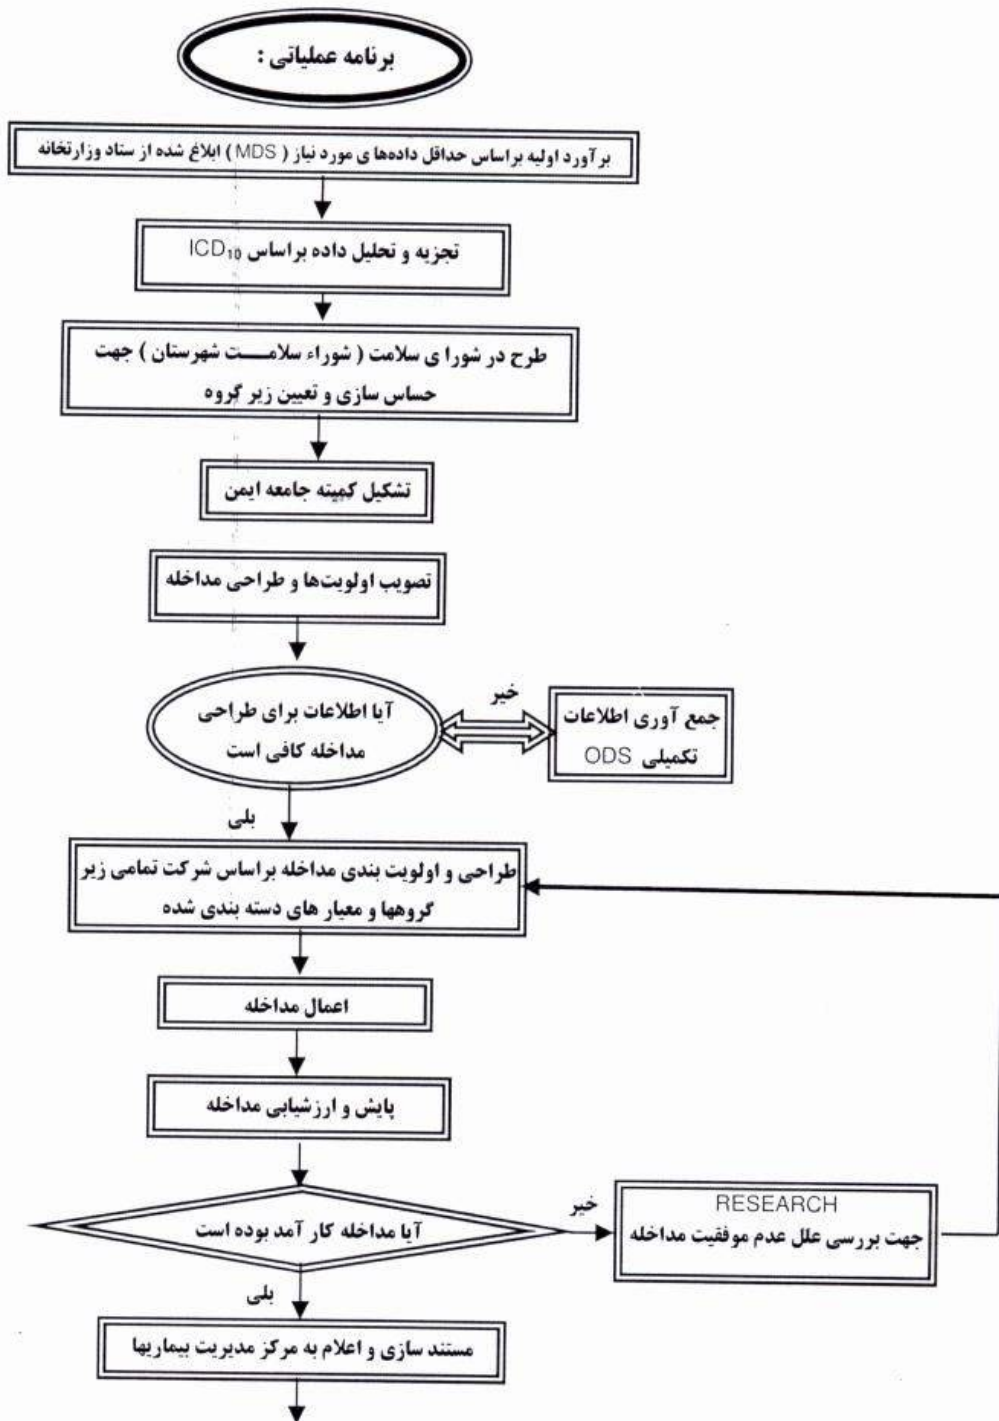 برنامه عملیاتی :
برآورد اولیه براساس حداقل داده‌ها ی مورد نیاز ( MDS ) ابلاغ شده از ستاد وزارتخانه
تجزیه و تحلیل داده براساس ICD₁₀
طرح در شورا ی سلامت ( شوراء سلامـــت شهرستان ) جهت
حساس سازی و تعیین زیر گروه
تشکیل کمیته جامعه ایمن
تصویب اولویت‌ها و طراحی مداخله
آیا اطلاعات برای طراحی
مداخله کافی است
خیر
جمع آوری اطلاعات
تکمیلی ODS
بلی
طراحی و اولویت بندی مداخله براساس شرکت تمامی زیر
گروهها و معیار های دسته بندی شده
اعمال مداخله
پایش و ارزشیابی مداخله
آیا مداخله کار آمد بوده است
خیر
RESEARCH
جهت بررسی علل عدم موفقیت مداخله
بلی
مستند سازی و اعلام به مرکز مدیریت بیماریها